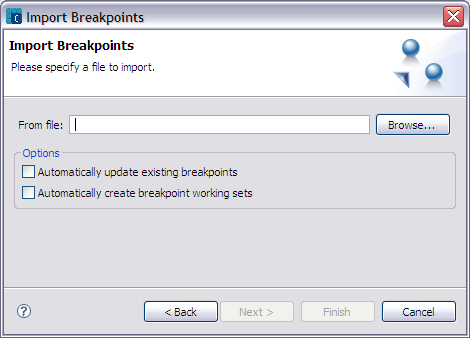 Import Breakpoints
Import Breakpoints
Please specify a file to import.
From file:
Browse...
Options
Automatically update existing breakpoints
Automatically create breakpoint working sets
?
< Back
Next >
Finish
Cancel